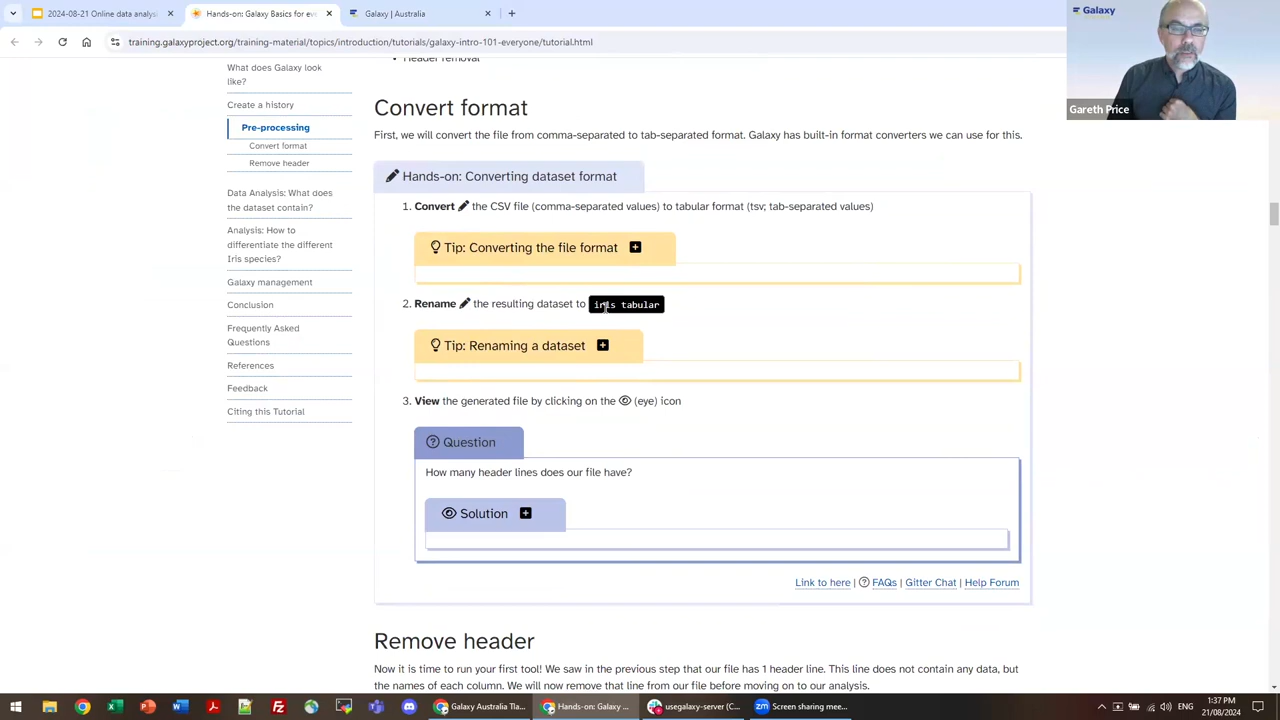 2024-08-21 Online data analysi
Hands-on: Galaxy Basics for ev
Galaxy | Australia
training.galaxyproject.org/training-material/topics/introduction/tutorials/galaxy-intro-101-everyone/tutorial.html
Galaxy
Gareth Price
What does Galaxy look
like?
Create a history
Pre-processing
Convert format
Remove header
Data Analysis: What does
the dataset contain?
Analysis: How to
differentiate the different
Iris species?
Galaxy management
Conclusion
Frequently Asked
Questions
References
Feedback
Citing this Tutorial
Header removal
Convert format
First, we will convert the file from comma-separated to tab-separated format. Galaxy has built-in format converters we can use for this.
Hands-on: Converting dataset format
1. Convert the CSV file (comma-separated values) to tabular format (tsv; tab-separated values)
Tip: Converting the file format
2. Rename the resulting dataset to iris tabular
Tip: Renaming a dataset
3. View the generated file by clicking on the (eye) icon
Question
How many header lines does our file have?
Solution
Link to here | FAQs | Gitter Chat | Help Forum
Remove header
Now it is time to run your first tool! We saw in the previous step that our file has 1 header line. This line does not contain any data, but
the names of each column. We will now remove that line from our file before moving on to our analysis.
Galaxy Australia Tla...
Hands-on: Galaxy ...
usegalaxy-server (C...
Screen sharing mee...
ENG
1:37 PM
21/08/2024